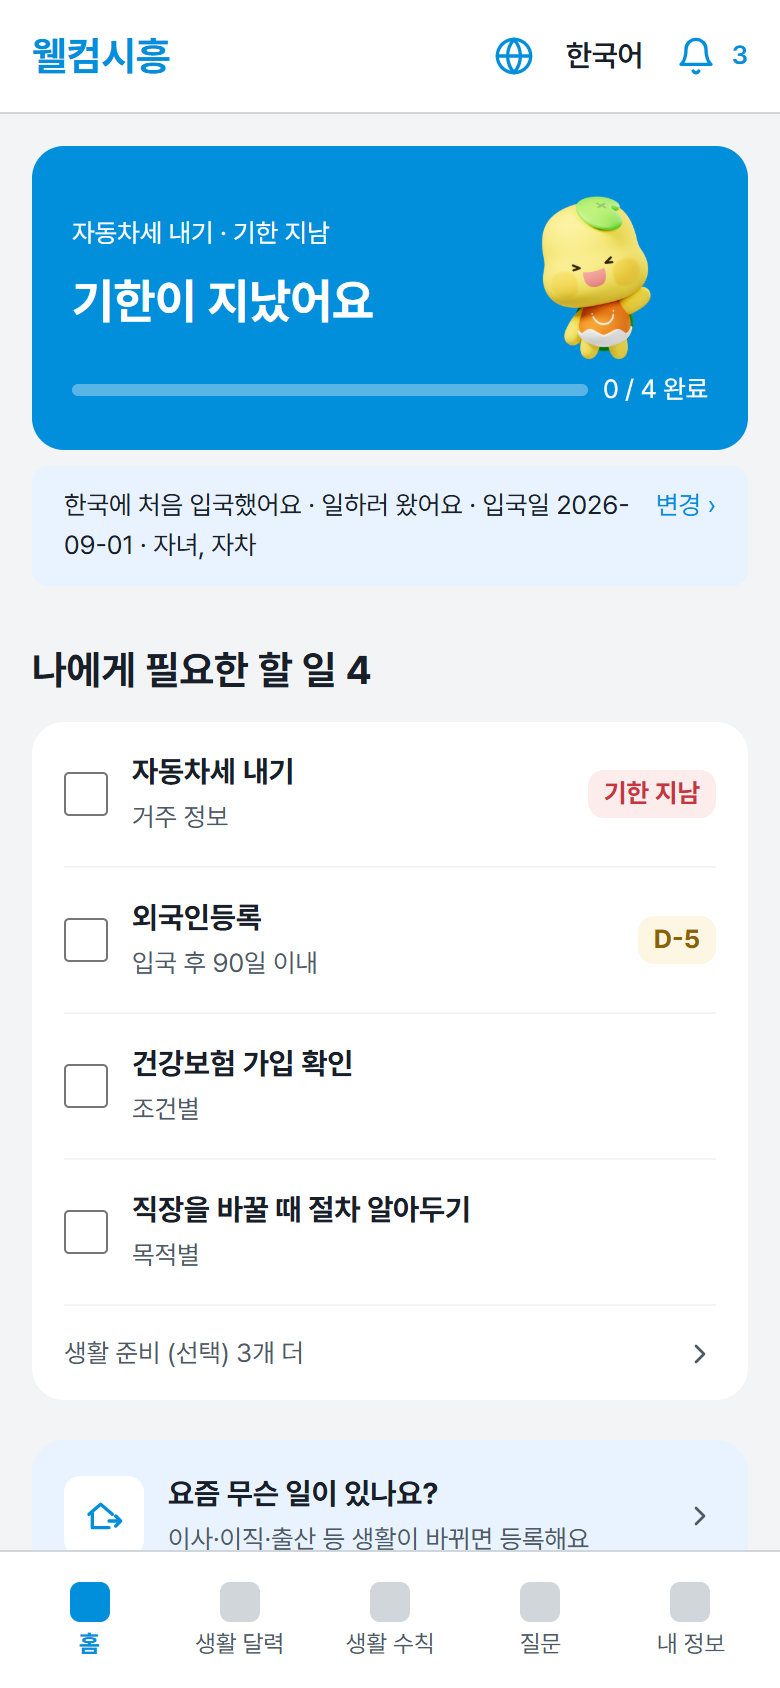 웰컴시흥
한국어
3
자동차세 내기 · 기한 지남
기한이 지났어요
0 / 4 완료
한국에 처음 입국했어요 · 일하러 왔어요 · 입국일 2026-
09-01 · 자녀, 자차
변경 ›
나에게 필요한 할 일 4
자동차세 내기
거주 정보
기한 지남
외국인등록
입국 후 90일 이내
D-5
건강보험 가입 확인
조건별
직장을 바꿀 때 절차 알아두기
목적별
생활 준비 (선택) 3개 더
요즘 무슨 일이 있나요?
이사·이직·출산 등 생활이 바뀌면 등록해요
홈
생활 달력
생활 수칙
질문
내 정보